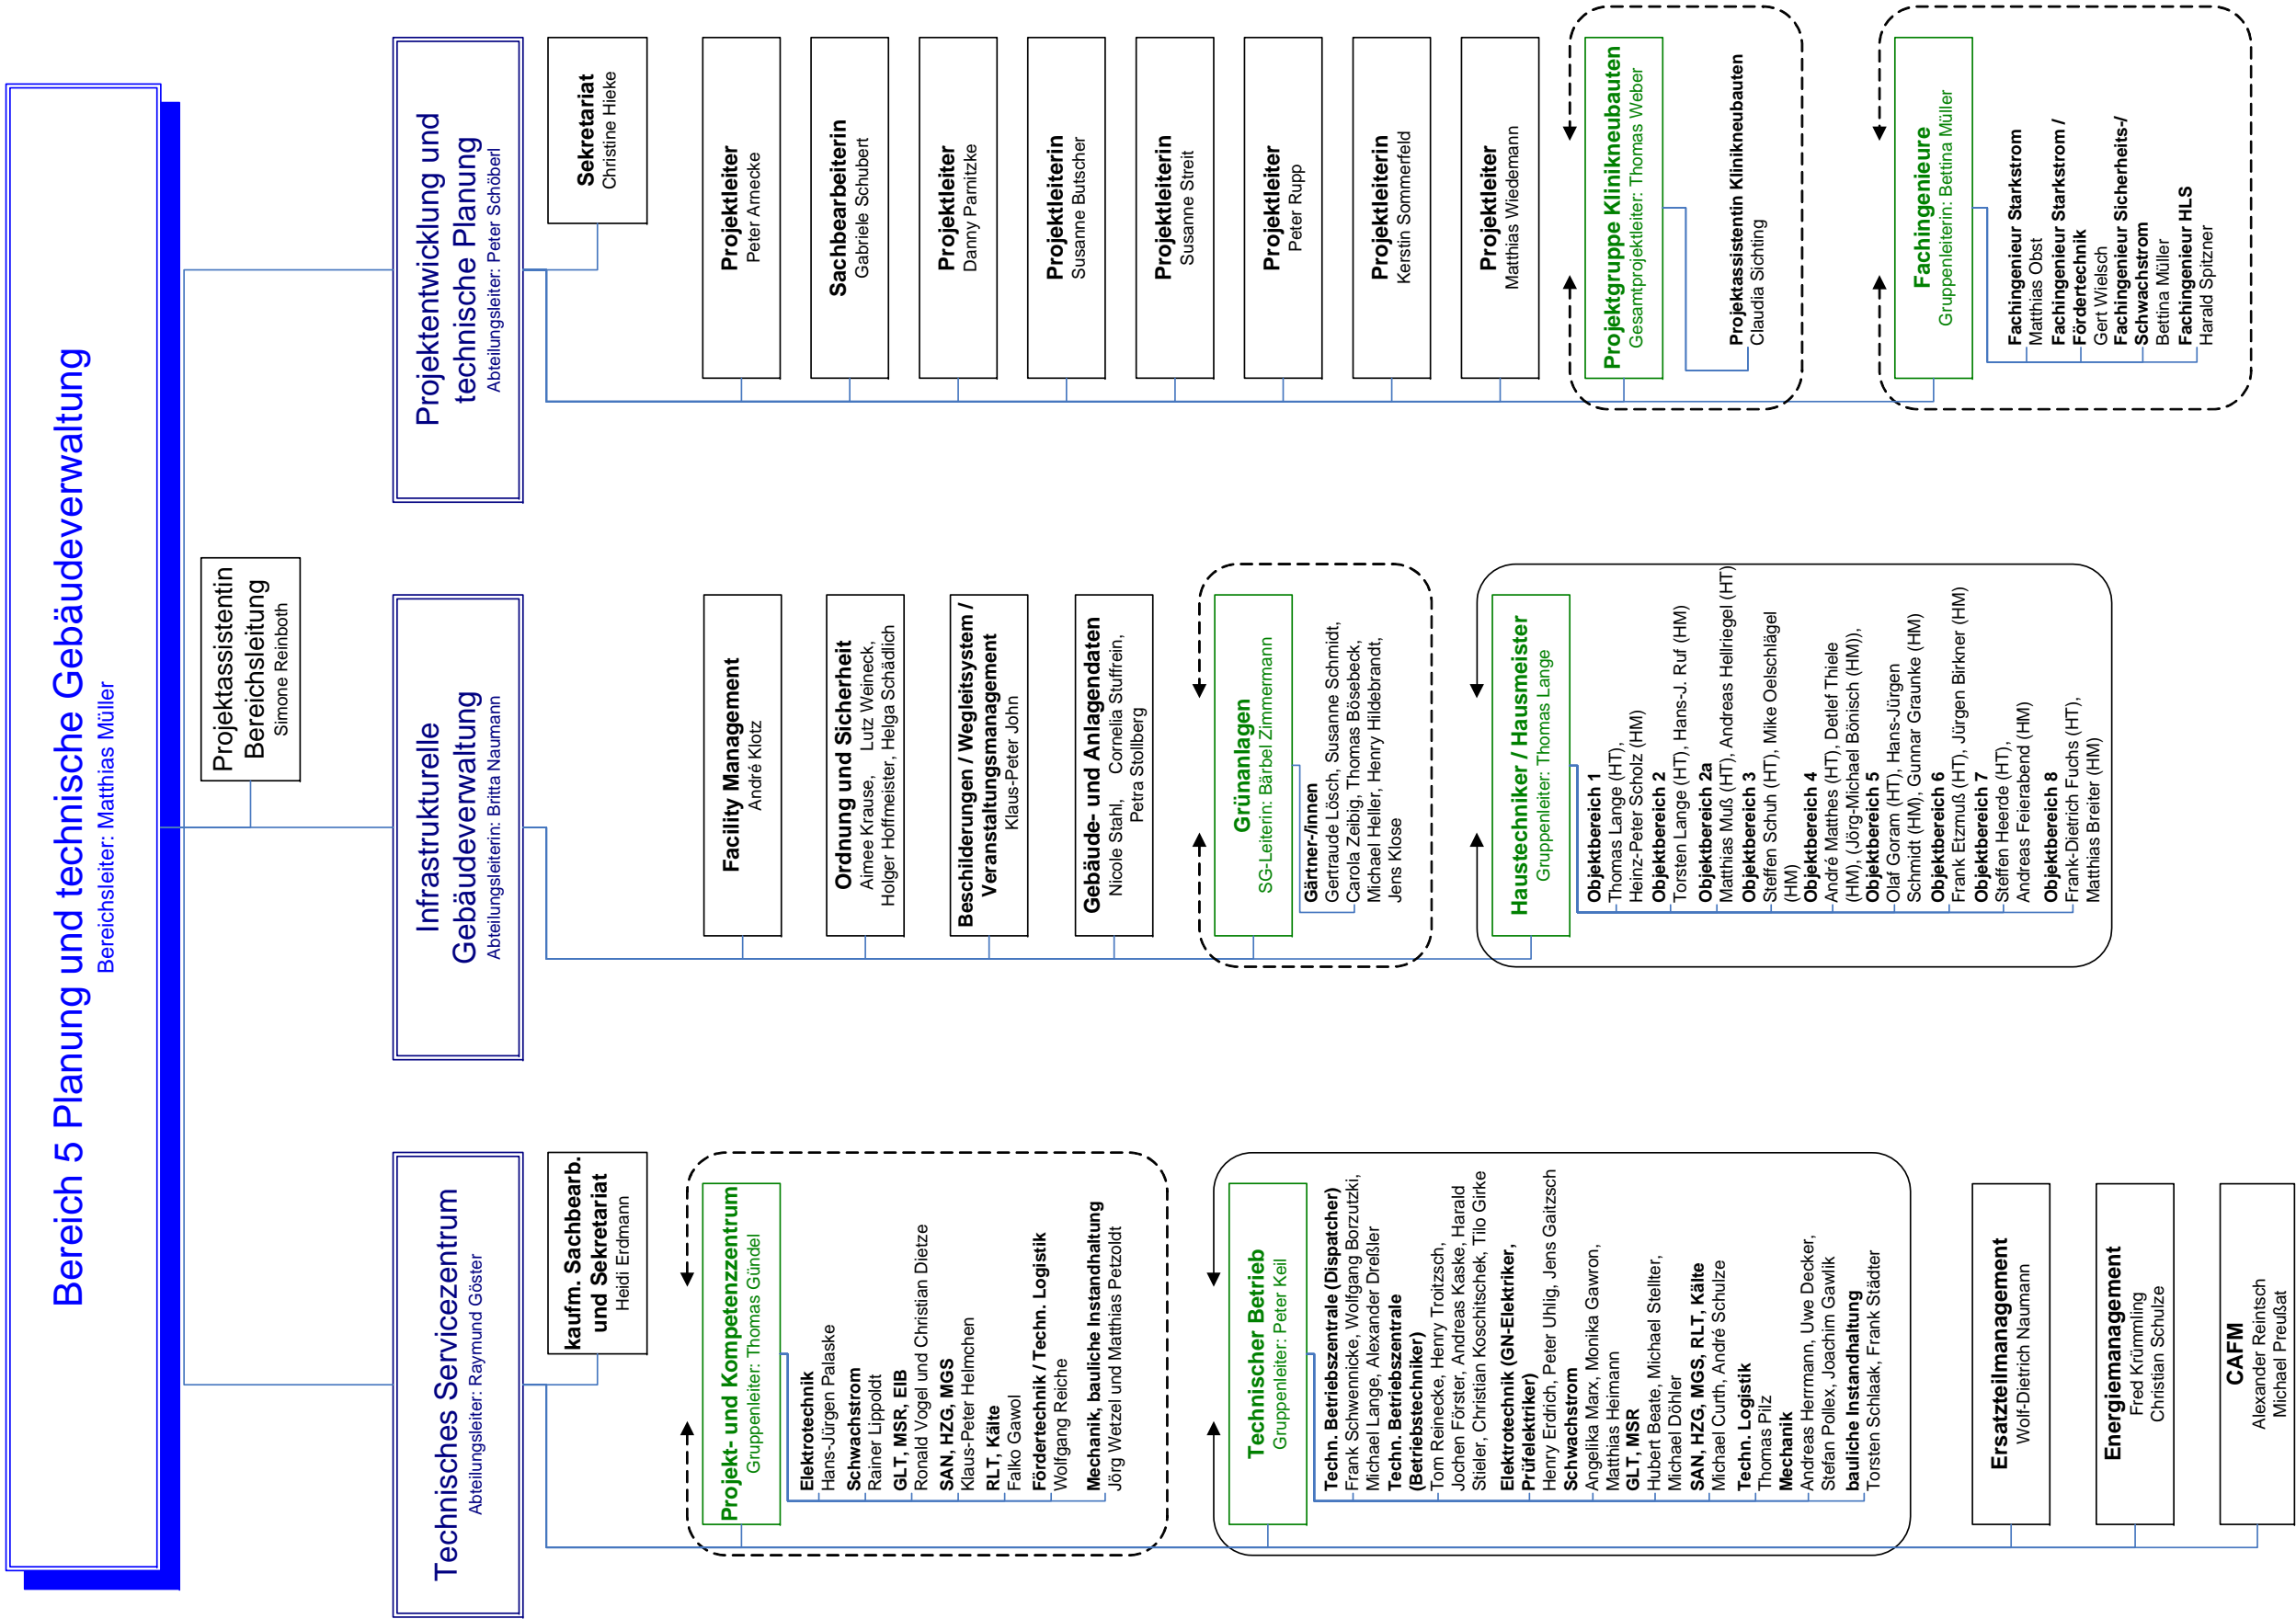 Bereich 5 Planung und technische Gebäudeverwaltung
Bereichsleiter: Matthias Müller
Projektassistentin
Bereichsleitung
Simone Reinboth
Technisches Servicezentrum
Abteilungsleiter: Raymund Göster
kaufm. Sachbearb.
und Sekretariat
Heidi Erdmann
Projekt- und Kompetenzzentrum
Gruppenleiter: Thomas Gündel
Elektrotechnik
Hans-Jürgen Palaske
Schwachstrom
Rainer Lippoldt
GLT, MSR, EIB
Ronald Vogel und Christian Dietze
SAN, HZG, MGS
Klaus-Peter Helmchen
RLT, Kälte
Falko Gawol
Fördertechnik / Techn. Logistik
Wolfgang Reiche
Mechanik, bauliche Instandhaltung
Jörg Wetzel und Matthias Petzoldt
Technischer Betrieb
Gruppenleiter: Peter Keil
Techn. Betriebszentrale (Dispatcher)
Frank Schwennicke, Wolfgang Borzutzki,
Michael Lange, Alexander Dreßler
Techn. Betriebszentrale
(Betriebstechniker)
Tom Reinecke, Henry Troitzsch,
Jochen Förster, Andreas Kaske, Harald
Stieler, Christian Koschitschek, Tilo Girke
Elektrotechnik (GN-Elektriker,
Prüfelektriker)
Henry Erdrich, Peter Uhlig, Jens Gaitzsch
Schwachstrom
Angelika Marx, Monika Gawron,
Matthias Heimann
GLT, MSR
Hubert Beate, Michael Stellter,
Michael Döhler
SAN, HZG, MGS, RLT, Kälte
Michael Curth, André Schulze
Techn. Logistik
Thomas Pilz
Mechanik
Andreas Herrmann, Uwe Decker,
Stefan Pollex, Joachim Gawlik
bauliche Instandhaltung
Torsten Schlaak, Frank Städter
Ersatzteilmanagement
Wolf-Dietrich Naumann
Energiemanagement
Fred Krümmling
Christian Schulze
CAFM
Alexander Reintsch
Michael Preußat
Infrastrukturelle
Gebäudeverwaltung
Abteilungsleiterin: Britta Naumann
Facility Management
André Klotz
Ordnung und Sicherheit
Aimee Krause, Lutz Weineck,
Holger Hoffmeister, Helga Schädlich
Beschilderungen / Wegleitsystem /
Veranstaltungsmanagement
Klaus-Peter John
Gebäude- und Anlagendaten
Nicole Stahl, Cornelia Stuffrein,
Petra Stollberg
Grünanlagen
SG-Leiterin: Bärbel Zimmermann
Gärtner-/innen
Gertraude Lösch, Susanne Schmidt,
Carola Zeibig, Thomas Bösebeck,
Michael Heller, Henry Hildebrandt,
Jens Klose
Haustechniker / Hausmeister
Gruppenleiter: Thomas Lange
Objektbereich 1
Thomas Lange (HT),
Heinz-Peter Scholz (HM)
Objektbereich 2
Torsten Lange (HT), Hans-J. Ruf (HM)
Objektbereich 2a
Matthias Muß (HT), Andreas Hellriegel (HT)
Objektbereich 3
Steffen Schuh (HT), Mike Oelschlägel
(HM)
Objektbereich 4
André Matthes (HT), Detlef Thiele
(HM), (Jörg-Michael Bönisch (HM)),
Objektbereich 5
Olaf Goram (HT), Hans-Jürgen
Schmidt (HM), Gunnar Graunke (HM)
Objektbereich 6
Frank Etzmuß (HT), Jürgen Birkner (HM)
Objektbereich 7
Steffen Heerde (HT),
Andreas Feierabend (HM)
Objektbereich 8
Frank-Dietrich Fuchs (HT),
Matthias Breiter (HM)
Projektentwicklung und
technische Planung
Abteilungsleiter: Peter Schöberl
Sekretariat
Christine Hieke
Projektleiter
Peter Arnecke
Sachbearbeiterin
Gabriele Schubert
Projektleiter
Danny Parnitzke
Projektleiterin
Susanne Butscher
Projektleiterin
Susanne Streit
Projektleiter
Peter Rupp
Projektleiterin
Kerstin Sommerfeld
Projektleiter
Matthias Wiedemann
Projektgruppe Klinikneubauten
Gesamtprojektleiter: Thomas Weber
Projektassistentin Klinikneubauten
Claudia Sichting
Fachingenieure
Gruppenleiterin: Bettina Müller
Fachingenieur Starkstrom
Matthias Obst
Fachingenieur Starkstrom /
Fördertechnik
Gert Wielsch
Fachingenieur Sicherheits-/
Schwachstrom
Bettina Müller
Fachingenieur HLS
Harald Spitzner